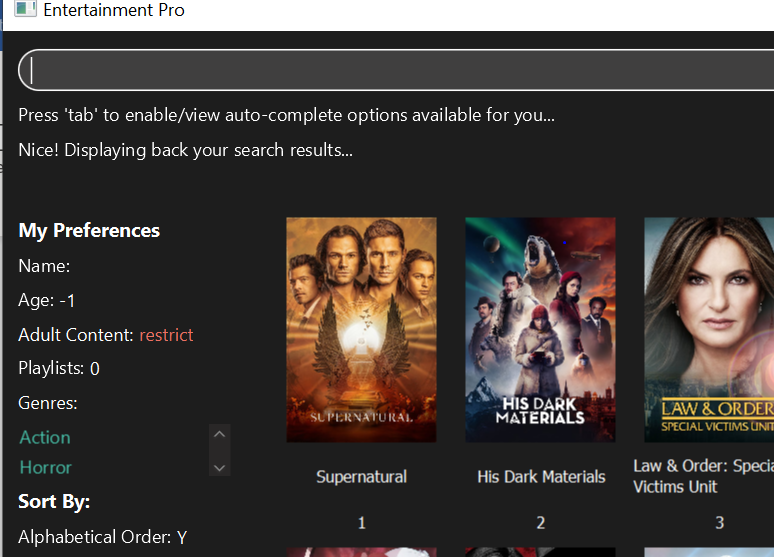 Entertainment Pro
Press 'tab' to enable/view auto-complete options available for you...
Nice! Displaying back your search results...
My Preferences
Name:
Age: -1
Adult Content: restrict
Playlists: 0
Genres:
Action
Horror
Sort By:
Alphabetical Order: Y
SUPERNATURAL
HIS DARK
MATERIALS
LAW & ORDER
SPECIAL VICTIMS UNIT
Supernatural
His Dark Materials
Law & Order: Specia
Victims Unit
1
2
3